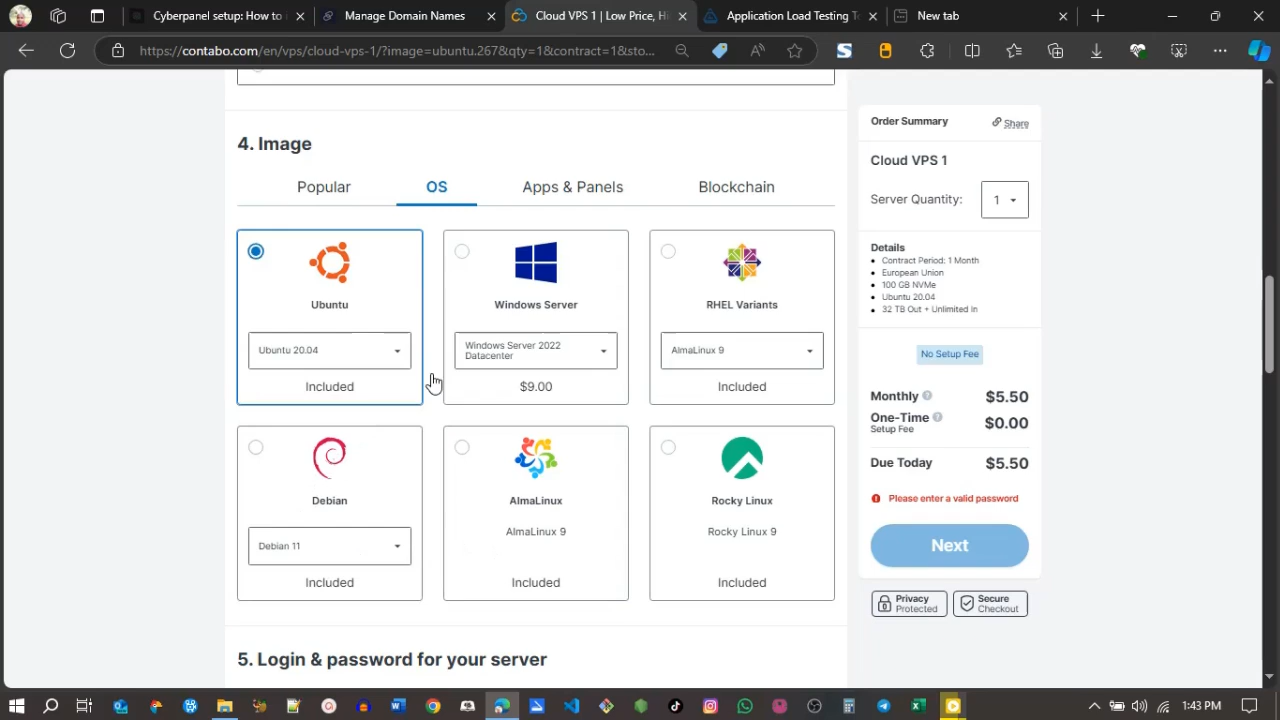 Cyberpanel setup: How to
Manage Domain Names
Cloud VPS 1 | Low Price, Hi
Application Load Testing To
New tab
https://contabo.com/en/vps/cloud-vps-1/?image=ubuntu.267&qty=1&contract=1&sto...
4. Image
Popular
OS
Apps & Panels
Blockchain
Ubuntu
Ubuntu 20.04
Included
Windows Server
Windows Server 2022
Datacenter
$9.00
RHEL Variants
AlmaLinux 9
Included
Debian
Debian 11
Included
AlmaLinux
AlmaLinux 9
Included
Rocky Linux
Rocky Linux 9
Included
5. Login & password for your server
Order Summary
Share
Cloud VPS 1
Server Quantity:
1
Details
Contract Period: 1 Month
European Union
100 GB NVMe
Ubuntu 20.04
32 TB Out + Unlimited In
No Setup Fee
Monthly ?
$5.50
One-Time ?
Setup Fee
$0.00
Due Today
$5.50
Please enter a valid password
Next
Privacy
Protected
Secure
Checkout
1:43 PM